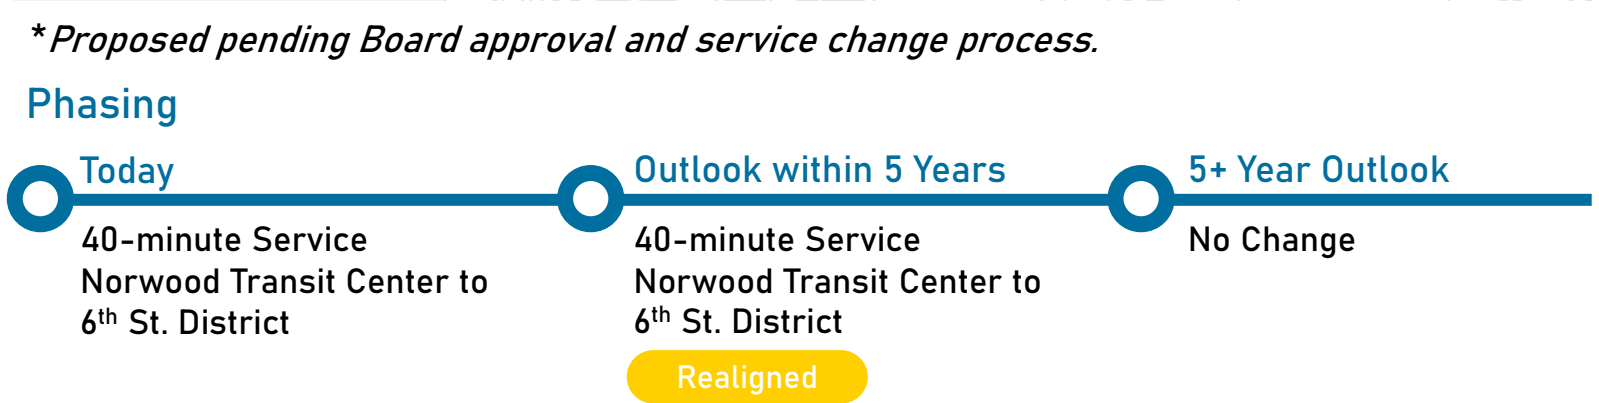 *Proposed pending Board approval and service change process.
Phasing
Today
40-minute Service
Norwood Transit Center to
6th St. District
Outlook within 5 Years
40-minute Service
Norwood Transit Center to
6th St. District
Realigned
5+ Year Outlook
No Change